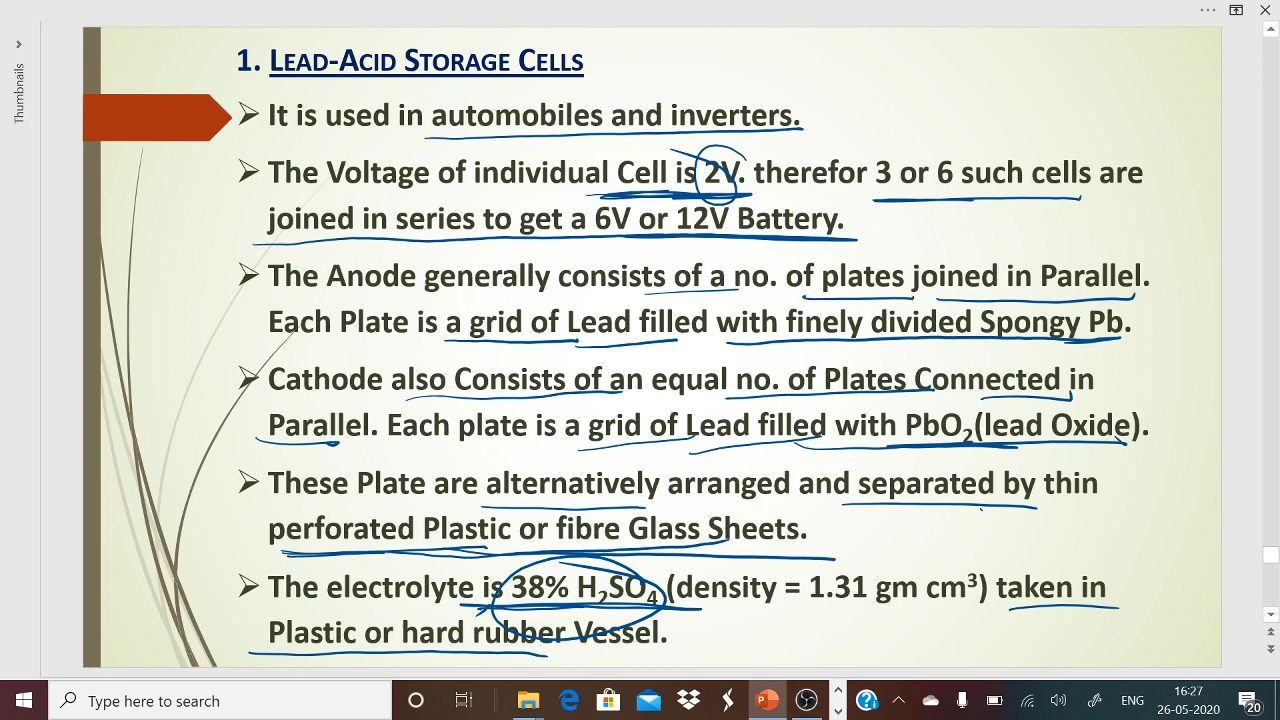 1. LEAD-ACID STORAGE CELLS
➢ It is used in automobiles and inverters.
➢ The Voltage of individual Cell is 2V. therefor 3 or 6 such cells are
joined in series to get a 6V or 12V Battery.
➢ The Anode generally consists of a no. of plates joined in Parallel.
Each Plate is a grid of Lead filled with finely divided Spongy Pb.
➢ Cathode also Consists of an equal no. of Plates Connected in
Parallel. Each plate is a grid of Lead filled with PbO₂(lead Oxide).
➢ These Plate are alternatively arranged and separated by thin
perforated Plastic or fibre Glass Sheets.
➢ The electrolyte is 38% H₂SO₄ (density = 1.31 gm cm³) taken in
Plastic or hard rubber Vessel.
Thumbnails
Type here to search
ENG
16:27
26-05-2020
20